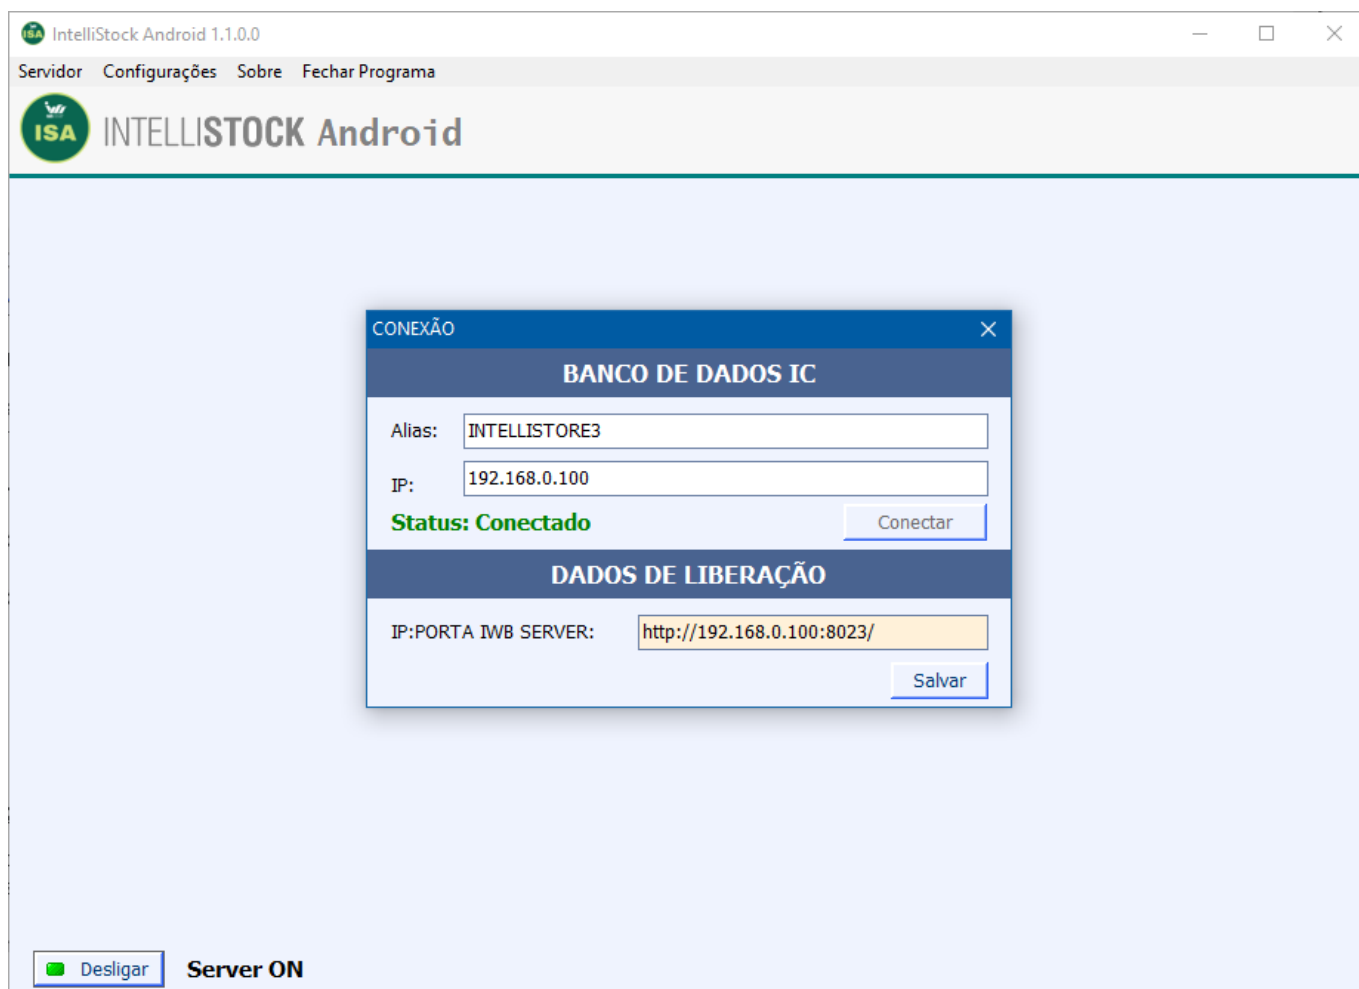 ISA IntelliStock Android 1.1.0.0
Servidor Configurações Sobre Fechar Programa
ISA INTELLISTOCK Android
CONEXÃO
BANCO DE DADOS IC
Alias: INTELLISTORE3
IP: 192.168.0.100
Status: Conectado Conectar
DADOS DE LIBERAÇÃO
IP:PORTA IWB SERVER: http://192.168.0.100:8023/
Salvar
Desligar Server ON